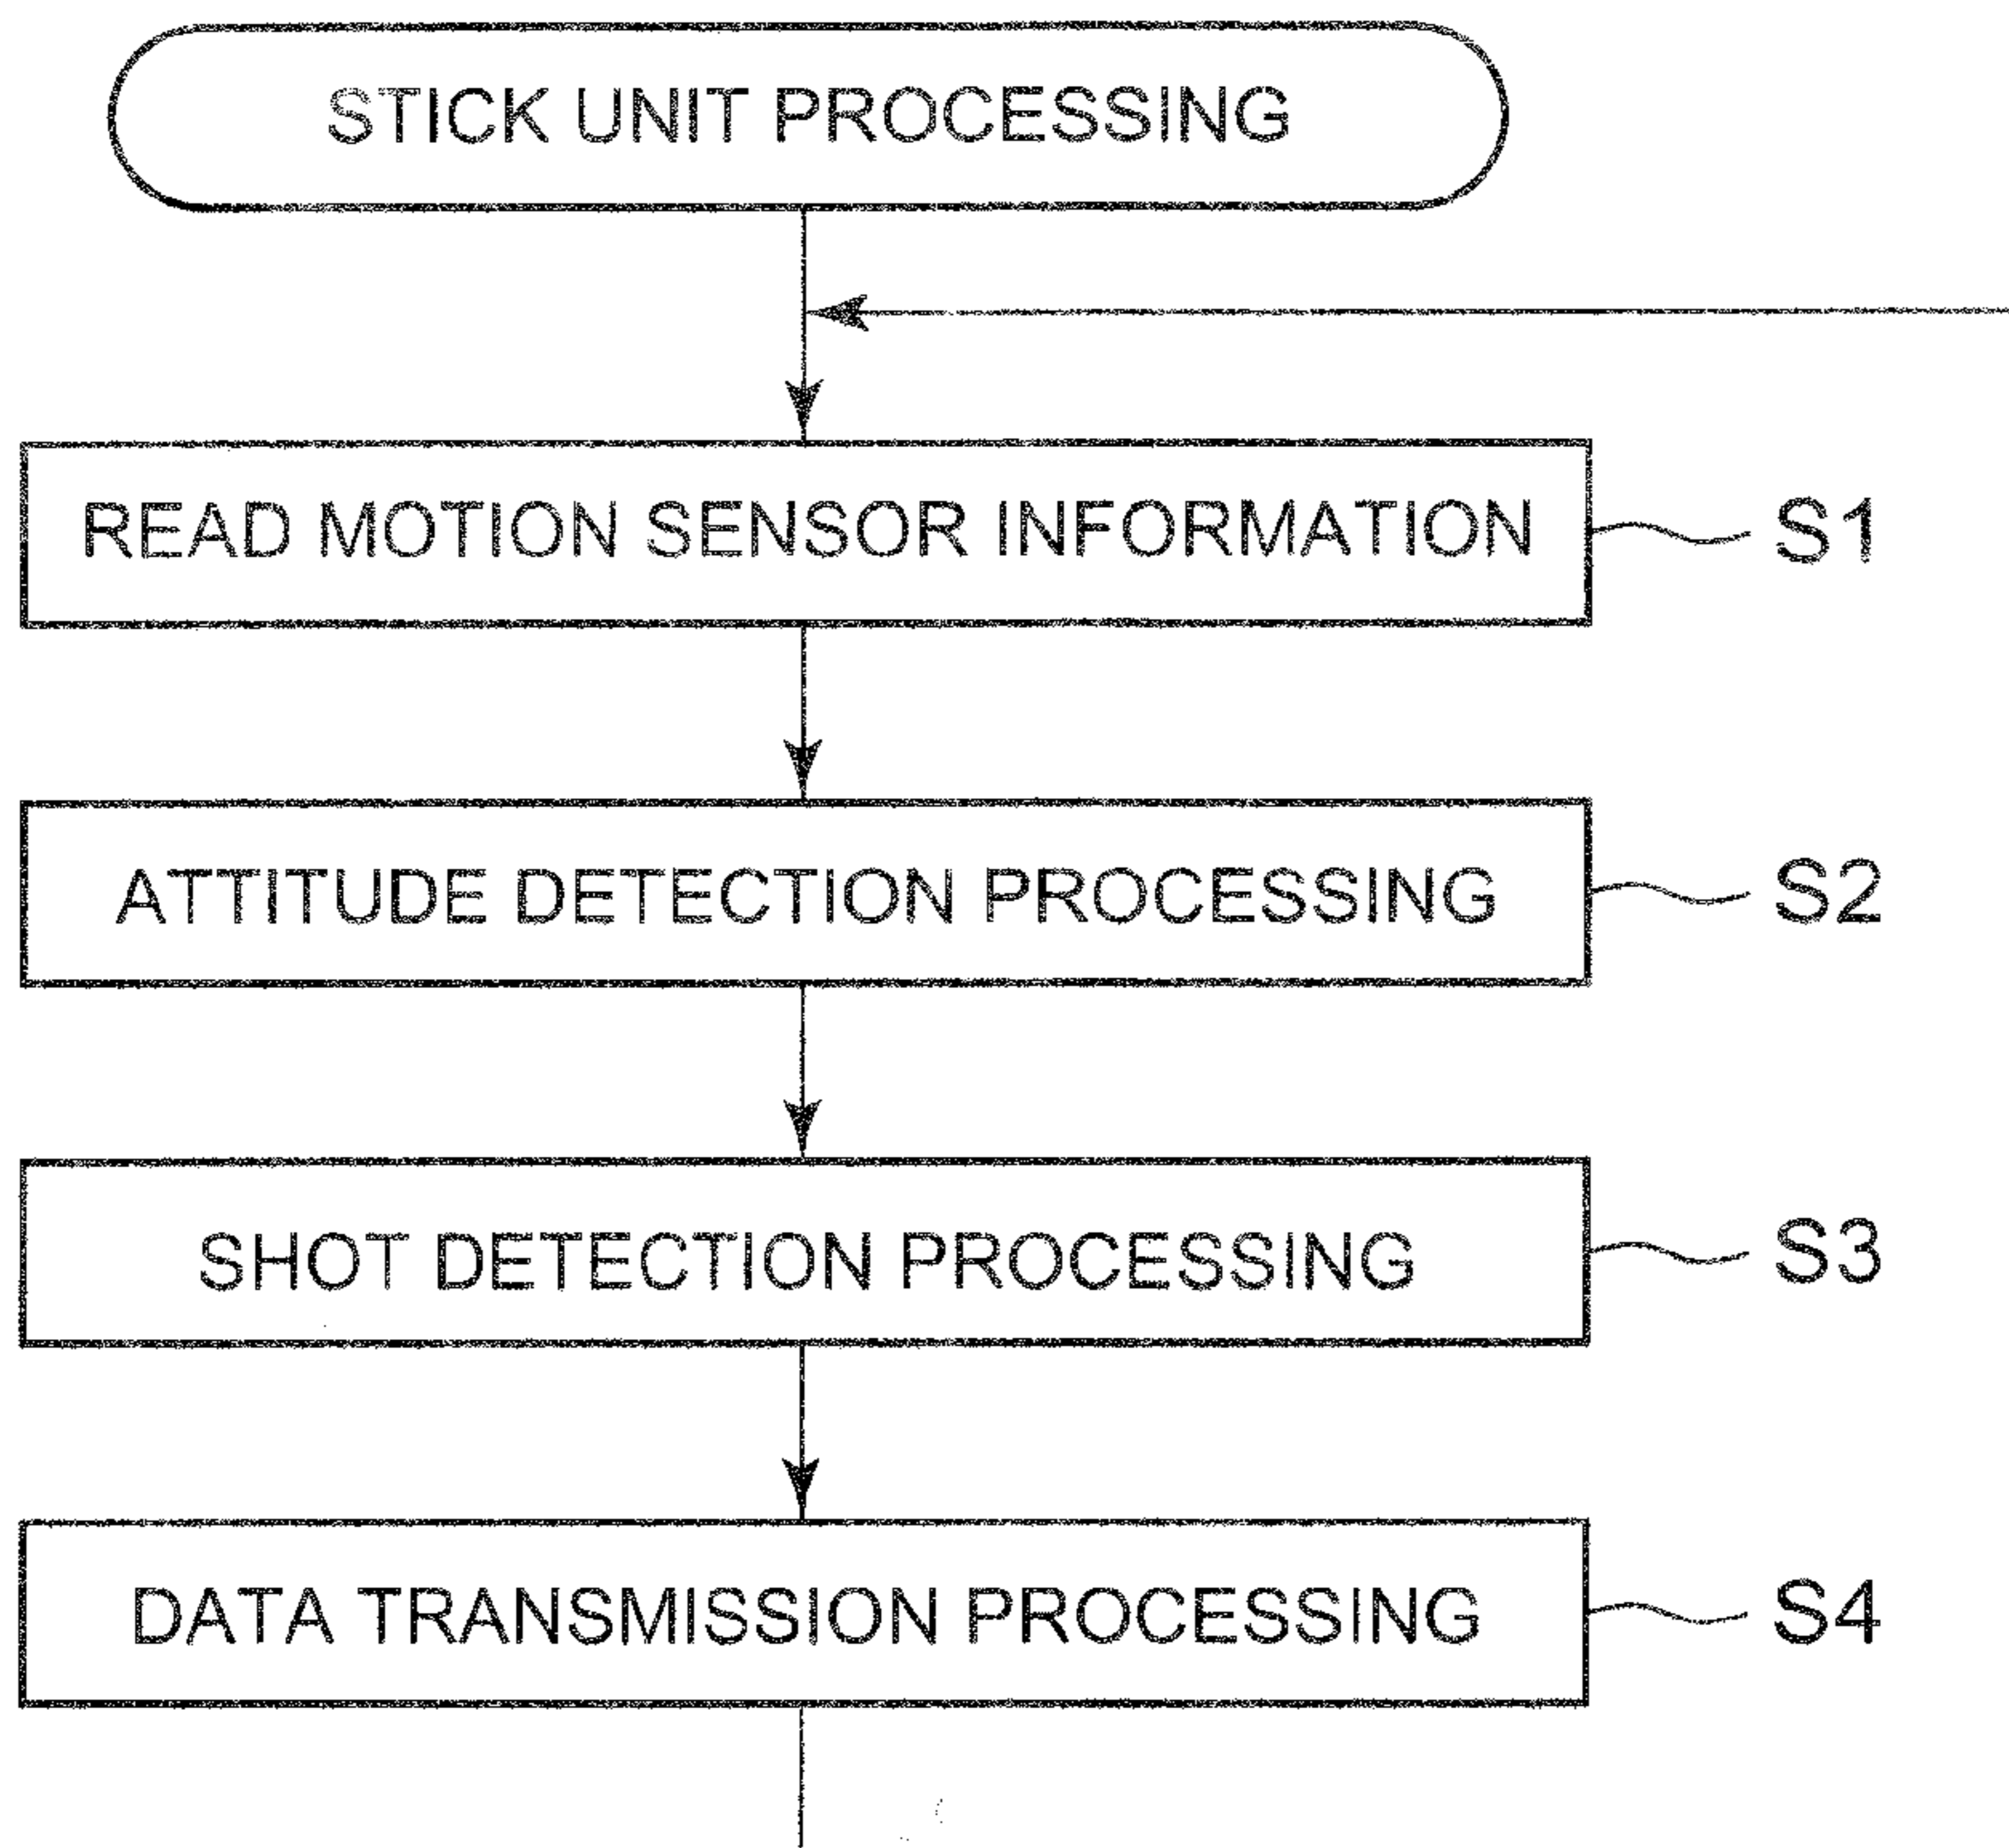 STICK UNIT PROCESSING
READ MOTION SENSOR INFORMATION S1
ATTITUDE DETECTION PROCESSING S2
SHOT DETECTION PROCESSING S3
DATA TRANSMISSION PROCESSING S4